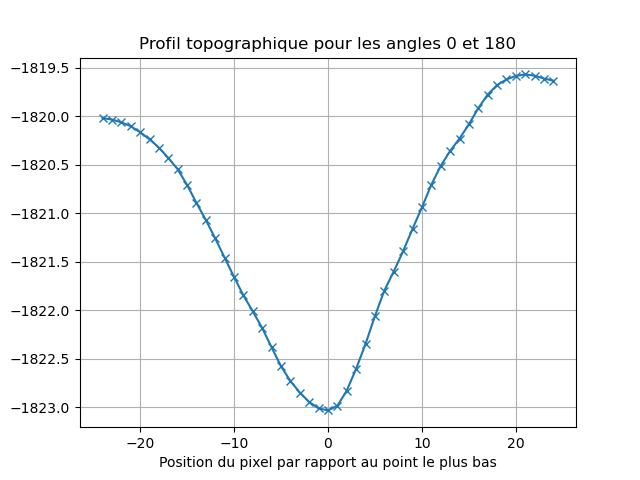 Profil topographique pour les angles 0 et 180
−1819.5
−1820.0
−1820.5
−1821.0
−1821.5
−1822.0
−1822.5
−1823.0
−20 −10 0 10 20
Position du pixel par rapport au point le plus bas